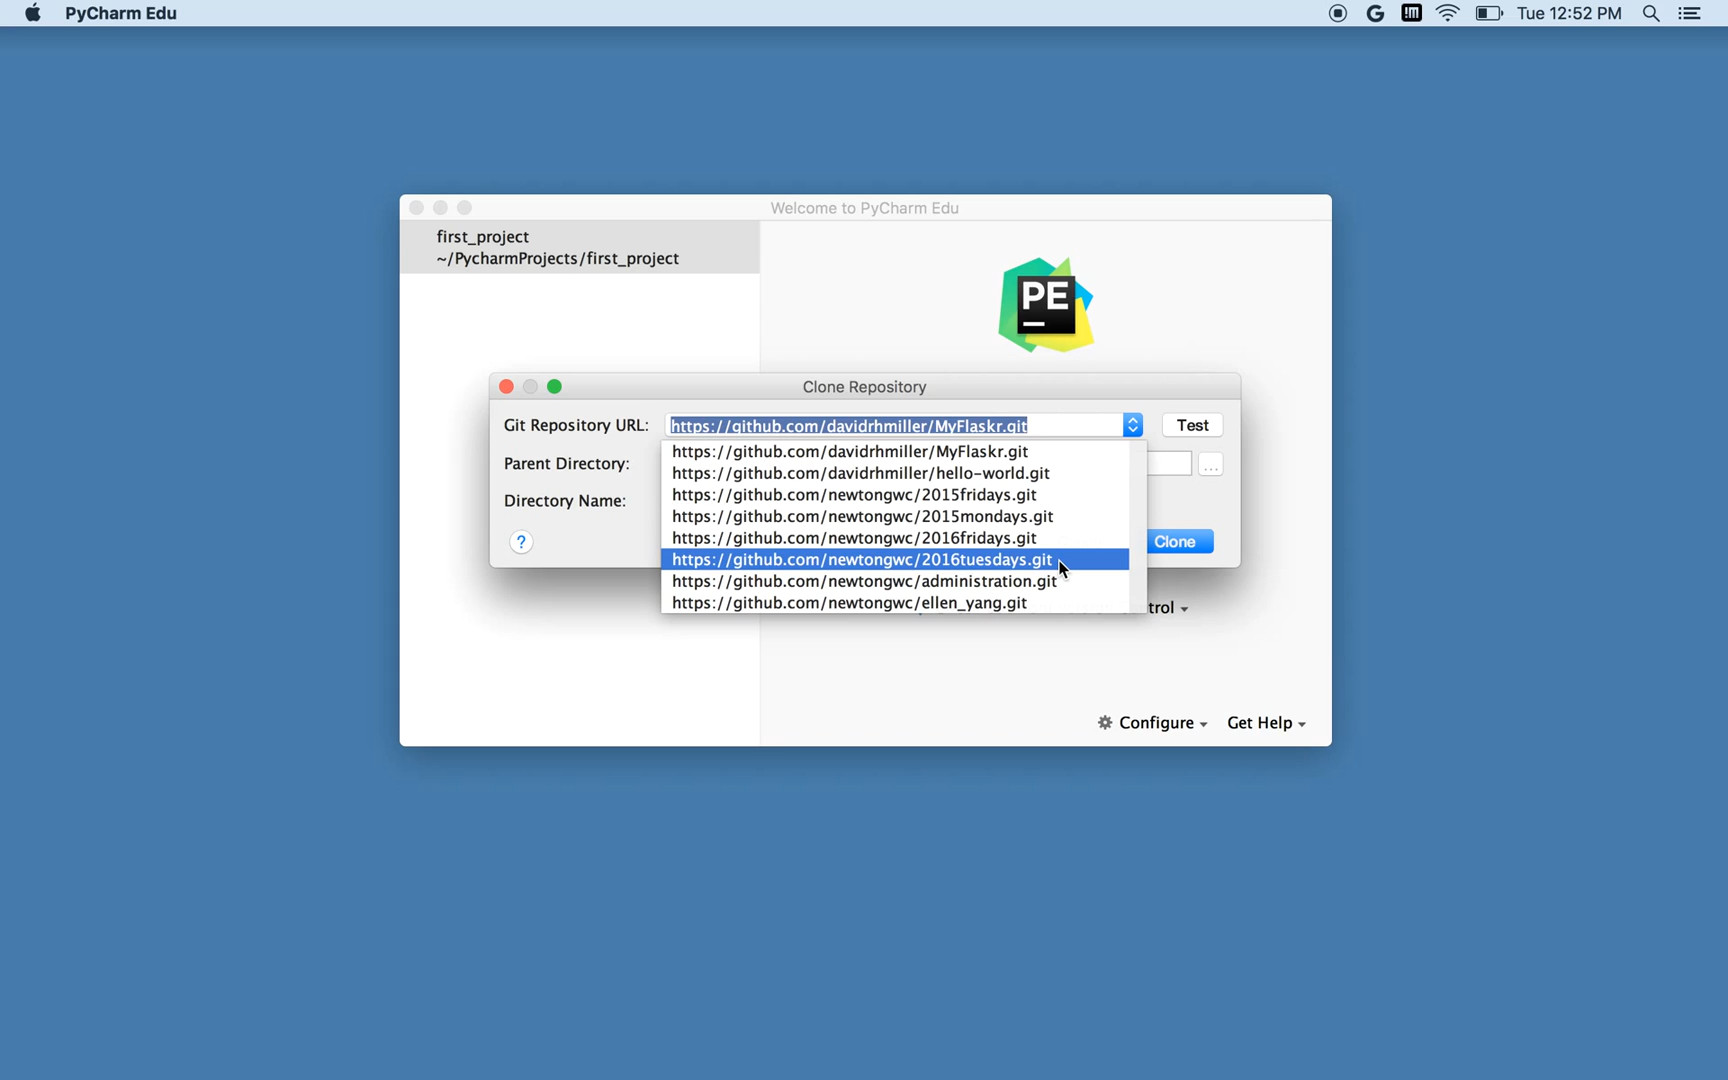 PyCharm Edu
G
!M
Tue 12:52 PM
Welcome to PyCharm Edu
first_project
~/PycharmProjects/first_project
PE
Clone Repository
Git Repository URL:
https://github.com/davidrhmiller/MyFlaskr.git
Test
https://github.com/davidrhmiller/MyFlaskr.git
Parent Directory:
...
https://github.com/davidrhmiller/hello-world.git
https://github.com/newtongwc/2015fridays.git
Directory Name:
https://github.com/newtongwc/2015mondays.git
https://github.com/newtongwc/2016fridays.git
?
Clone
https://github.com/newtongwc/2016tuesdays.git
https://github.com/newtongwc/administration.git
https://github.com/newtongwc/ellen_yang.git
trol
Configure
Get Help